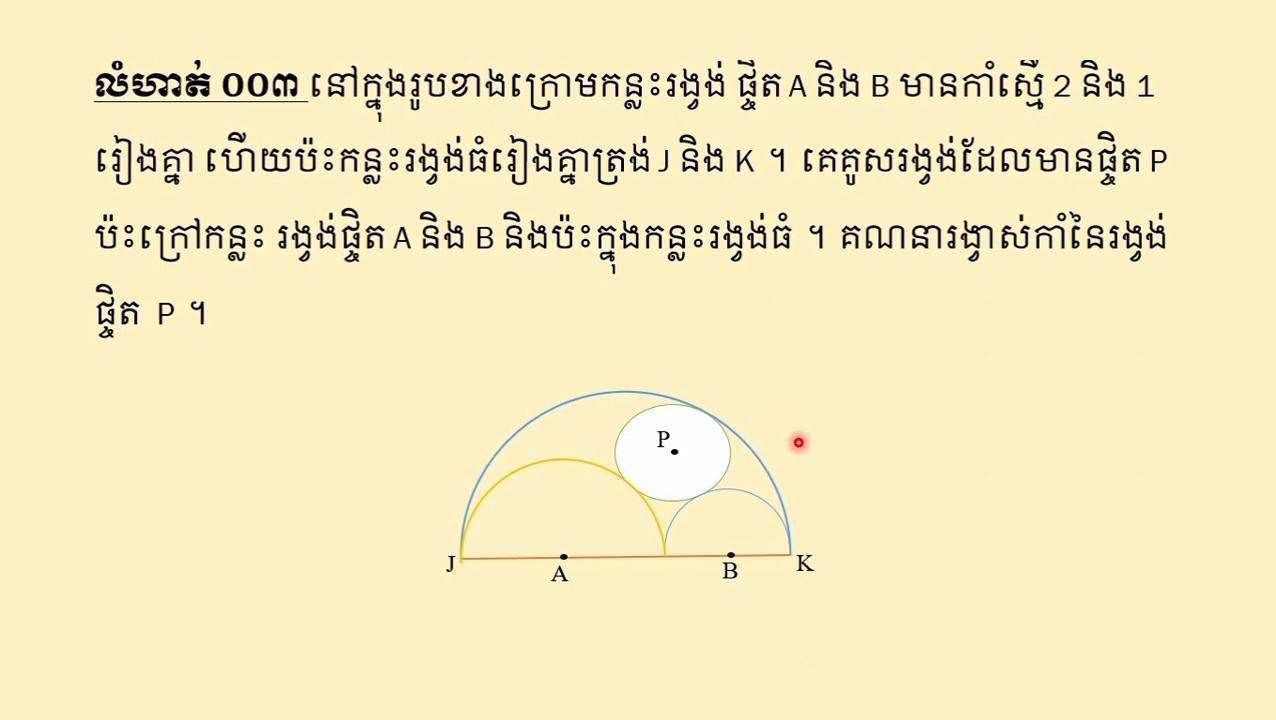 លំហាត់ ០០៣ នៅក្នុងរូបខាងក្រោមកន្លះរង្វង់ ផ្ចិត A និង B មានកាំស្មើ 2 និង 1
រៀងគ្នា ហើយប៉ះកន្លះរង្វង់ធំរៀងគ្នាត្រង់ J និង K ។ គេគូសរង្វង់ដែលមានផ្ចិត P
ប៉ះក្រៅកន្លះ រង្វង់ផ្ចិត A និង B និងប៉ះក្នុងកន្លះរង្វង់ធំ ។ គណនារង្វាស់កាំនៃរង្វង់
ផ្ចិត P ។
P
J
A
B
K